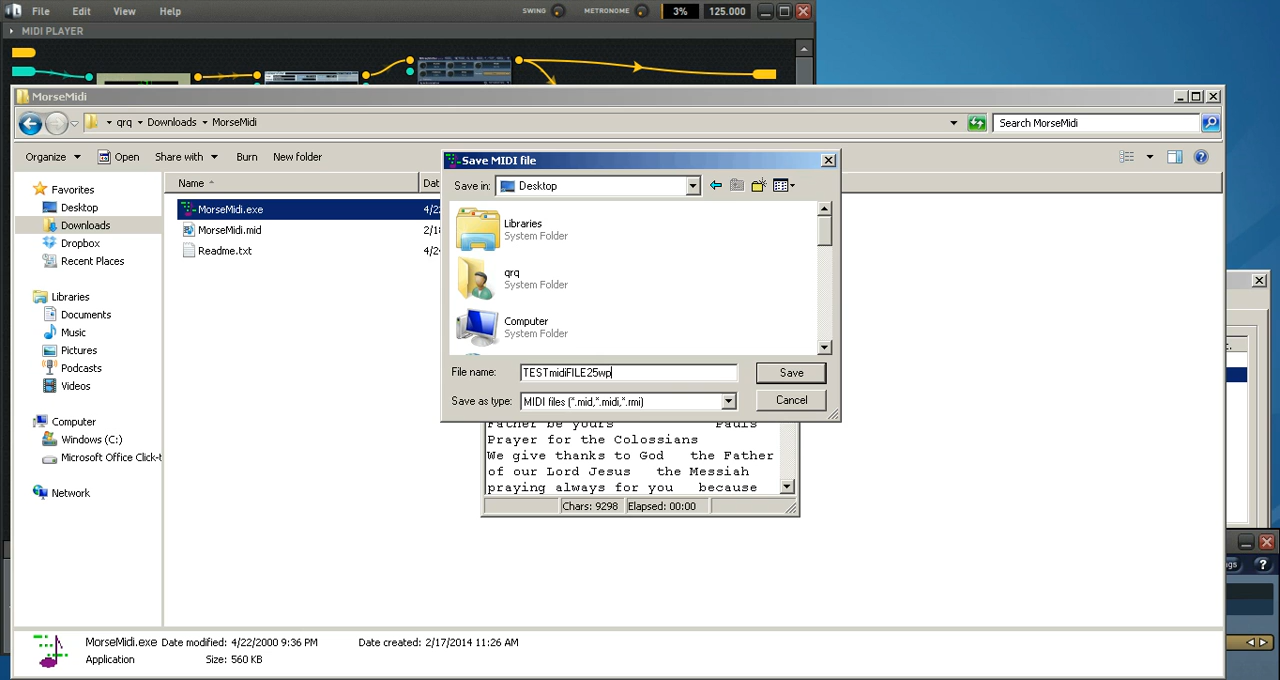 File Edit View Help SWING METRONOME 3% 125.000
MIDI PLAYER
MorseMidi
qrq Downloads MorseMidi Search MorseMidi
Organize Open Share with Burn New folder
Save MIDI file
Save in: Desktop
Name
Favorites
Desktop
Downloads
Dropbox
Recent Places
Libraries
Documents
Music
Pictures
Podcasts
Videos
Computer
Windows (C:)
Microsoft Office Click-t
Network
MorseMidi.exe
MorseMidi.mid 2/18
Readme.txt
Libraries
System Folder
qrq
System Folder
Computer
System Folder
File name: TESTmidiFILE25wp Save
Save as type: MIDI files (*.mid,*.midi,*.rmi) Cancel
Father be yours Pauls
Prayer for the Colossians
We give thanks to God the Father
of our Lord Jesus the Messiah
praying always for you because
Chars: 9298 Elapsed: 00:00
MorseMidi.exe Date modified: 4/22/2000 9:36 PM Date created: 2/17/2014 11:26 AM
Application Size: 560 KB